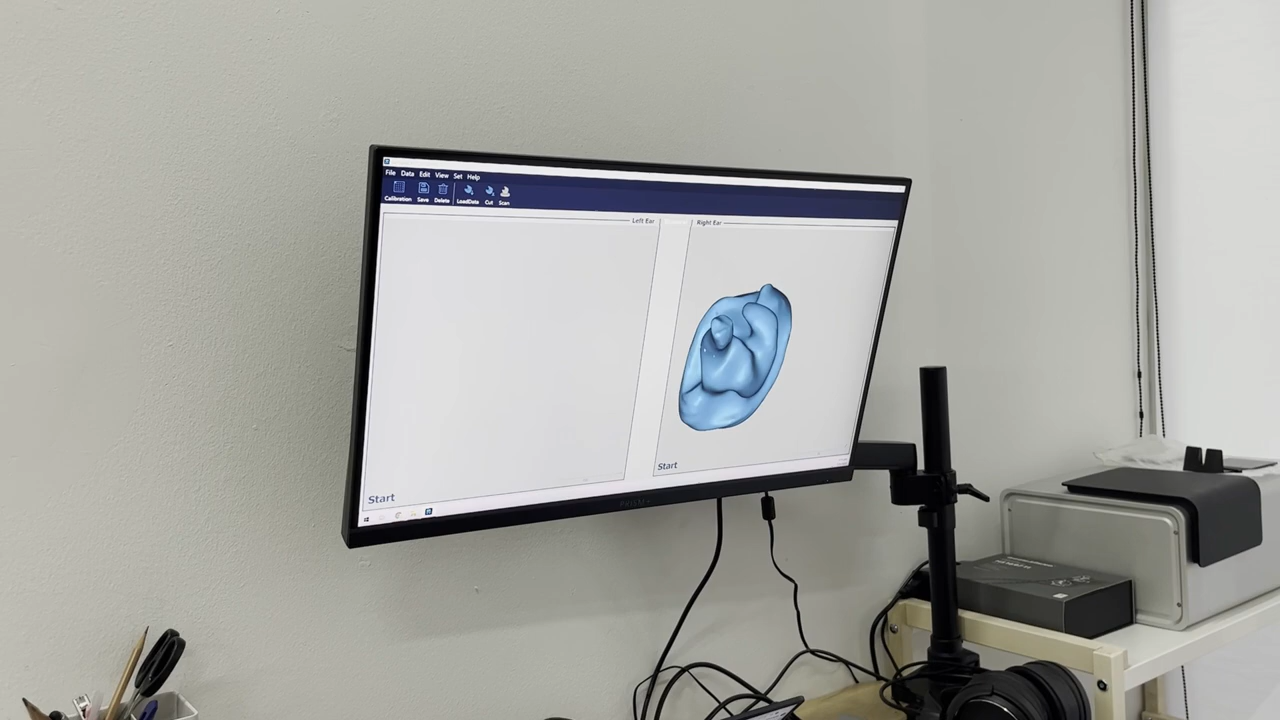 File Data Edit View Set Help
Calibration Save Delete LoadData Cut Scan
Left Ear
Right Ear
Start
Start